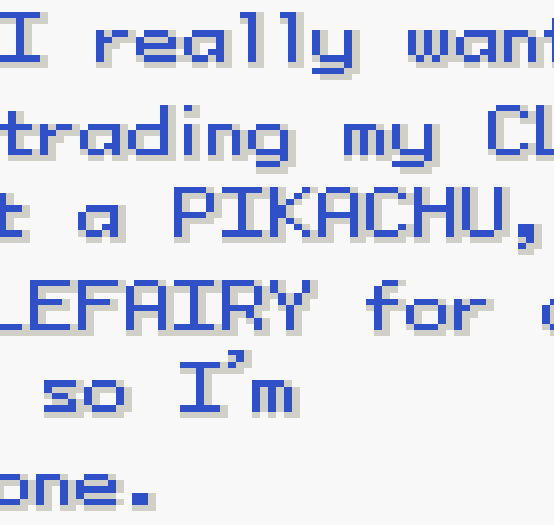 I really want
trading my CL
t a PIKACHU,
LEFAIRY for
so I'm
one.